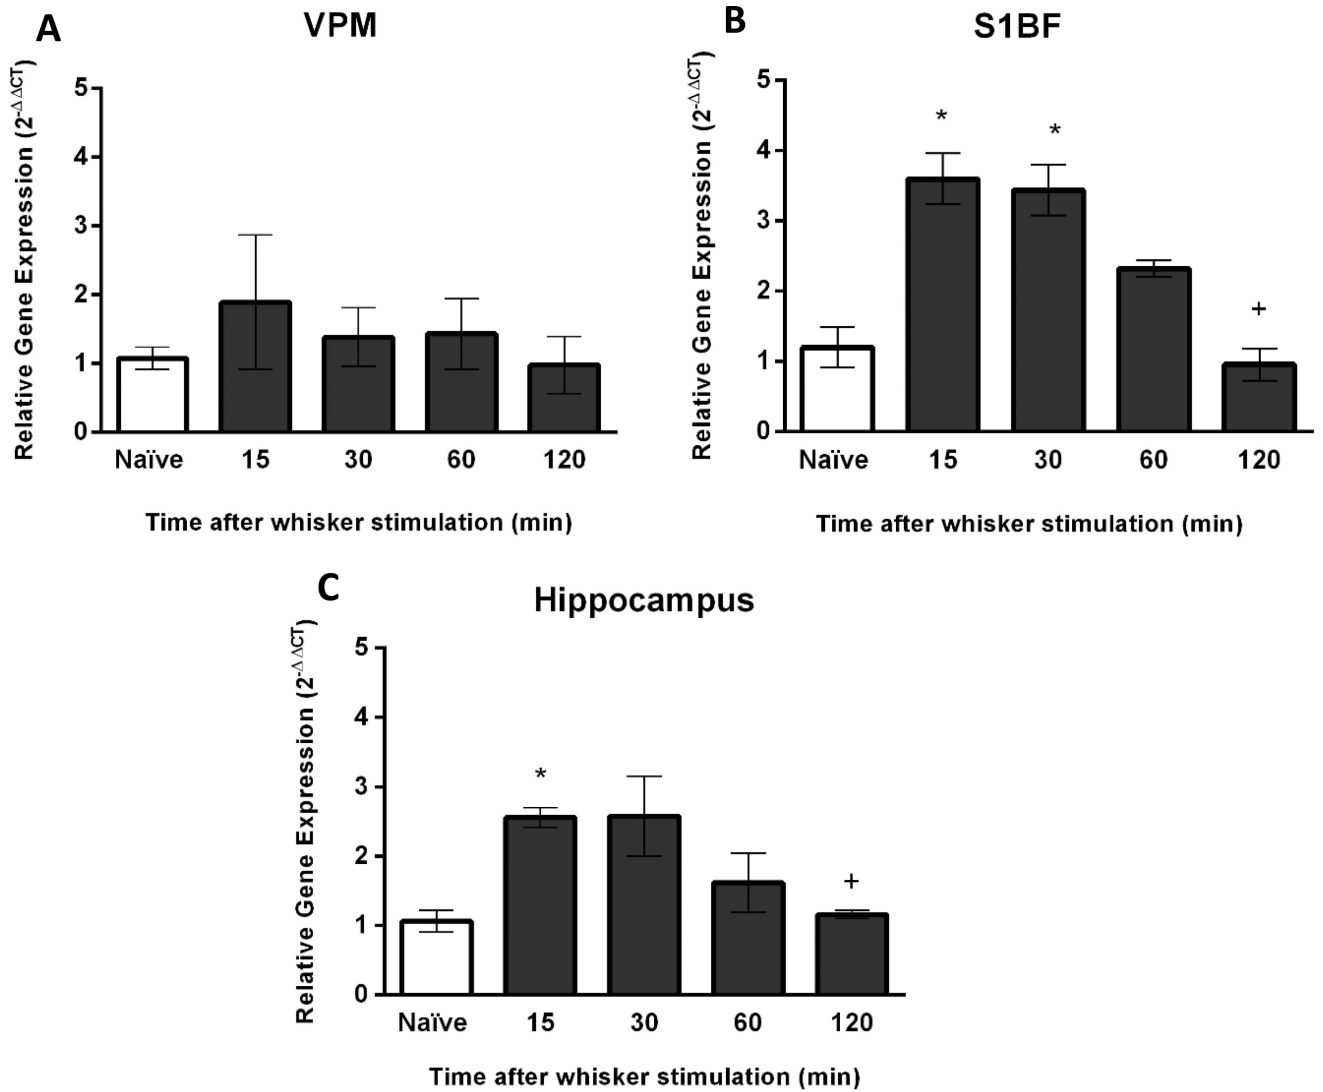 A
VPM
Relative Gene Expression (2-ΔΔCT)
5
4
3
2
1
0
Naïve 15 30 60 120
Time after whisker stimulation (min)
B
S1BF
Relative Gene Expression (2-ΔΔCT)
5
4
3
2
1
0
* * +
Naïve 15 30 60 120
Time after whisker stimulation (min)
C
Hippocampus
Relative Gene Expression (2-ΔΔCT)
5
4
3
2
1
0
* +
Naïve 15 30 60 120
Time after whisker stimulation (min)